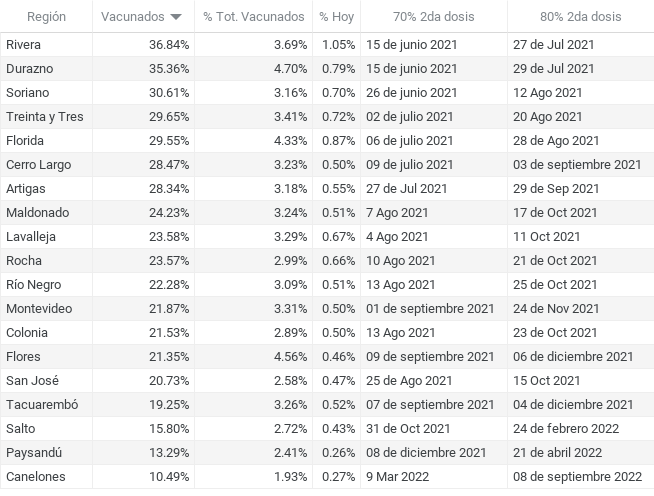 Región Vacunados % Tot. Vacunados % Hoy 70% 2da dosis 80% 2da dosis
Rivera 36.84% 3.69% 1.05% 15 de junio 2021 27 de Jul 2021
Durazno 35.36% 4.70% 0.79% 15 de junio 2021 29 de Jul 2021
Soriano 30.61% 3.16% 0.70% 26 de junio 2021 12 Ago 2021
Treinta y Tres 29.65% 3.41% 0.72% 02 de julio 2021 20 Ago 2021
Florida 29.55% 4.33% 0.87% 06 de julio 2021 28 de Ago 2021
Cerro Largo 28.47% 3.23% 0.50% 09 de julio 2021 03 de septiembre 2021
Artigas 28.34% 3.18% 0.55% 27 de Jul 2021 29 de Sep 2021
Maldonado 24.23% 3.24% 0.51% 7 Ago 2021 17 de Oct 2021
Lavalleja 23.58% 3.29% 0.67% 4 Ago 2021 11 Oct 2021
Rocha 23.57% 2.99% 0.66% 10 Ago 2021 21 de Oct 2021
Río Negro 22.28% 3.09% 0.51% 13 Ago 2021 25 de Oct 2021
Montevideo 21.87% 3.31% 0.50% 01 de septiembre 2021 24 de Nov 2021
Colonia 21.53% 2.89% 0.50% 13 Ago 2021 23 de Oct 2021
Flores 21.35% 4.56% 0.46% 09 de septiembre 2021 06 de diciembre 2021
San José 20.73% 2.58% 0.47% 25 de Ago 2021 15 Oct 2021
Tacuarembó 19.25% 3.26% 0.52% 07 de septiembre 2021 04 de diciembre 2021
Salto 15.80% 2.72% 0.43% 31 de Oct 2021 24 de febrero 2022
Paysandú 13.29% 2.41% 0.26% 08 de diciembre 2021 21 de abril 2022
Canelones 10.49% 1.93% 0.27% 9 Mar 2022 08 de septiembre 2022